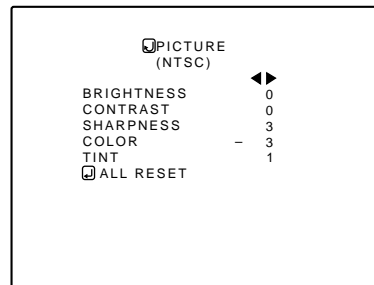 PICTURE
(NTSC)
BRIGHTNESS 0
CONTRAST 0
SHARPNESS 3
COLOR – 3
TINT 1
ALL RESET